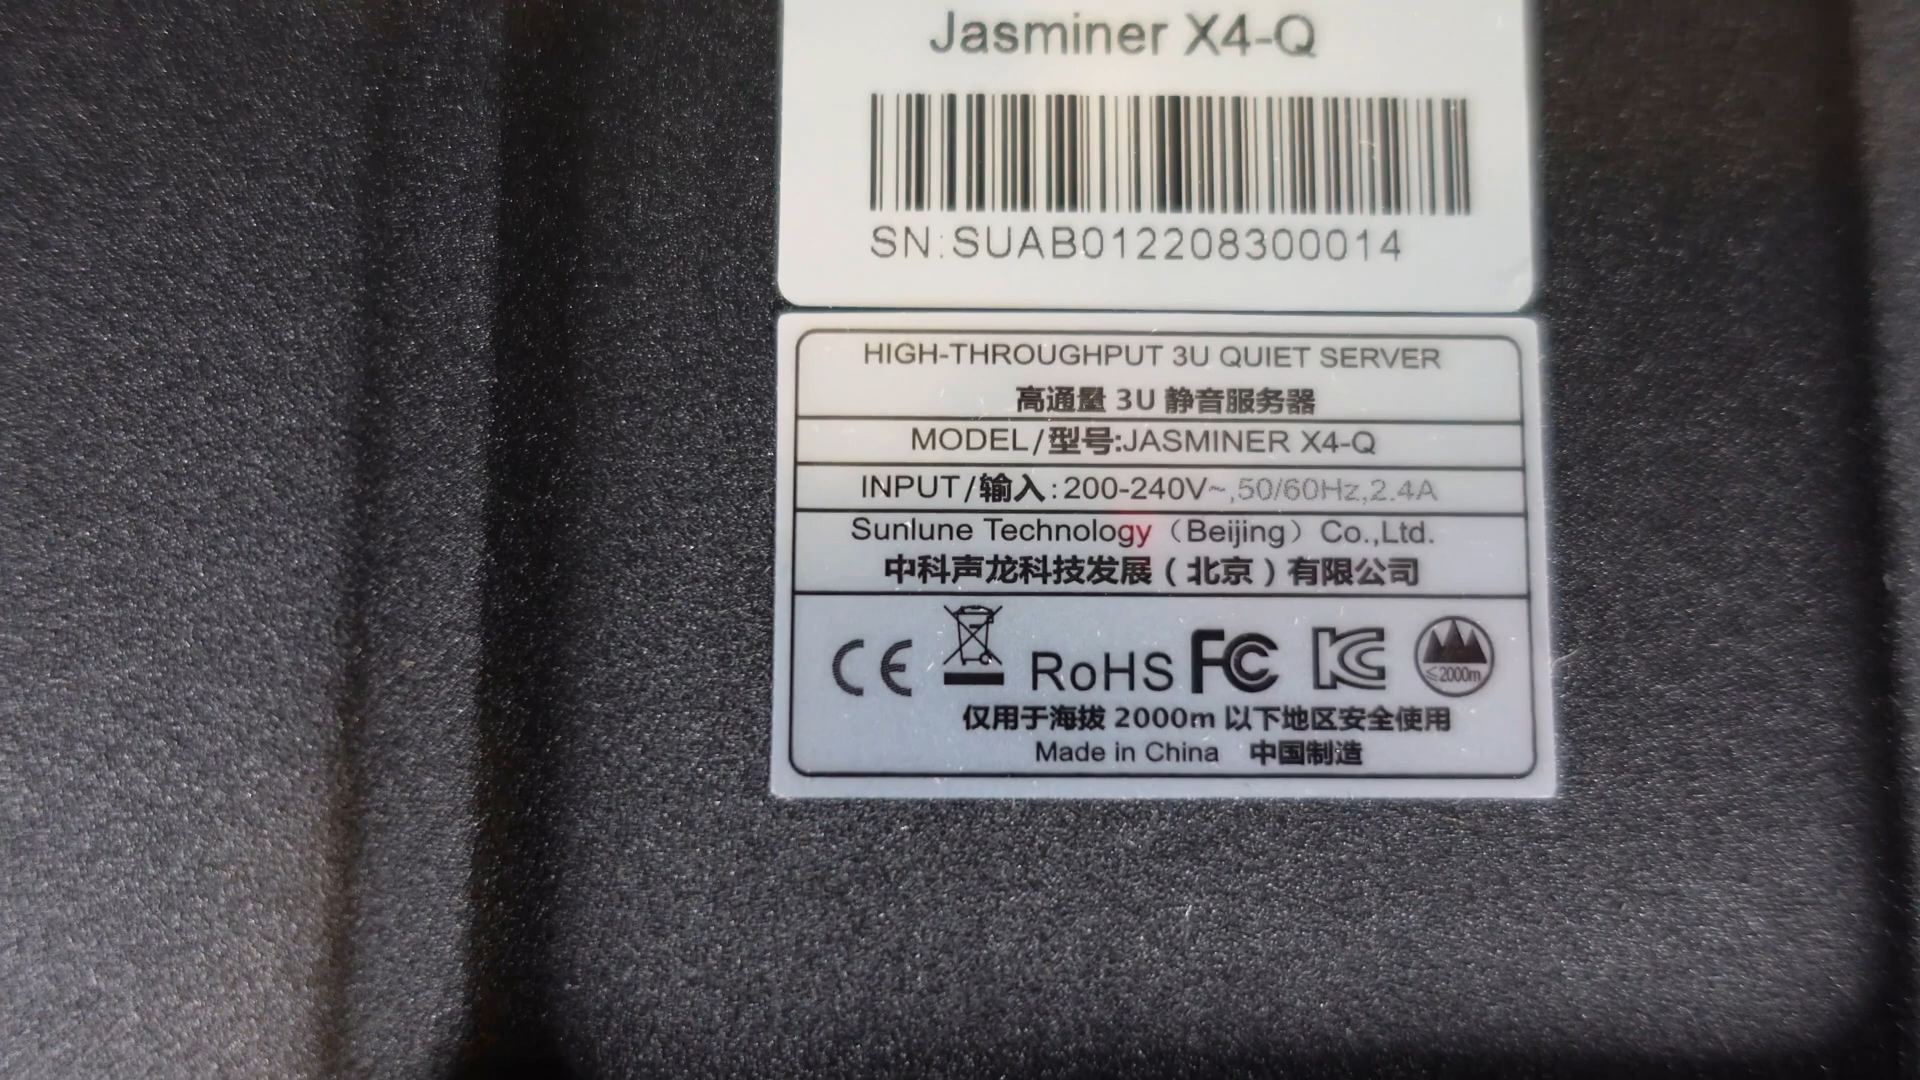 Jasminer X4-Q
SN:SUAB012208300014
HIGH-THROUGHPUT 3U QUIET SERVER
高通量 3U 静音服务器
MODEL/型号:JASMINER X4-Q
INPUT/输入:200-240V~,50/60Hz,2.4A
Sunlune Technology（Beijing）Co.,Ltd.
中科声龙科技发展（北京）有限公司
CE RoHS FC KC ≤2000m
仅用于海拔 2000m 以下地区安全使用
Made in China 中国制造